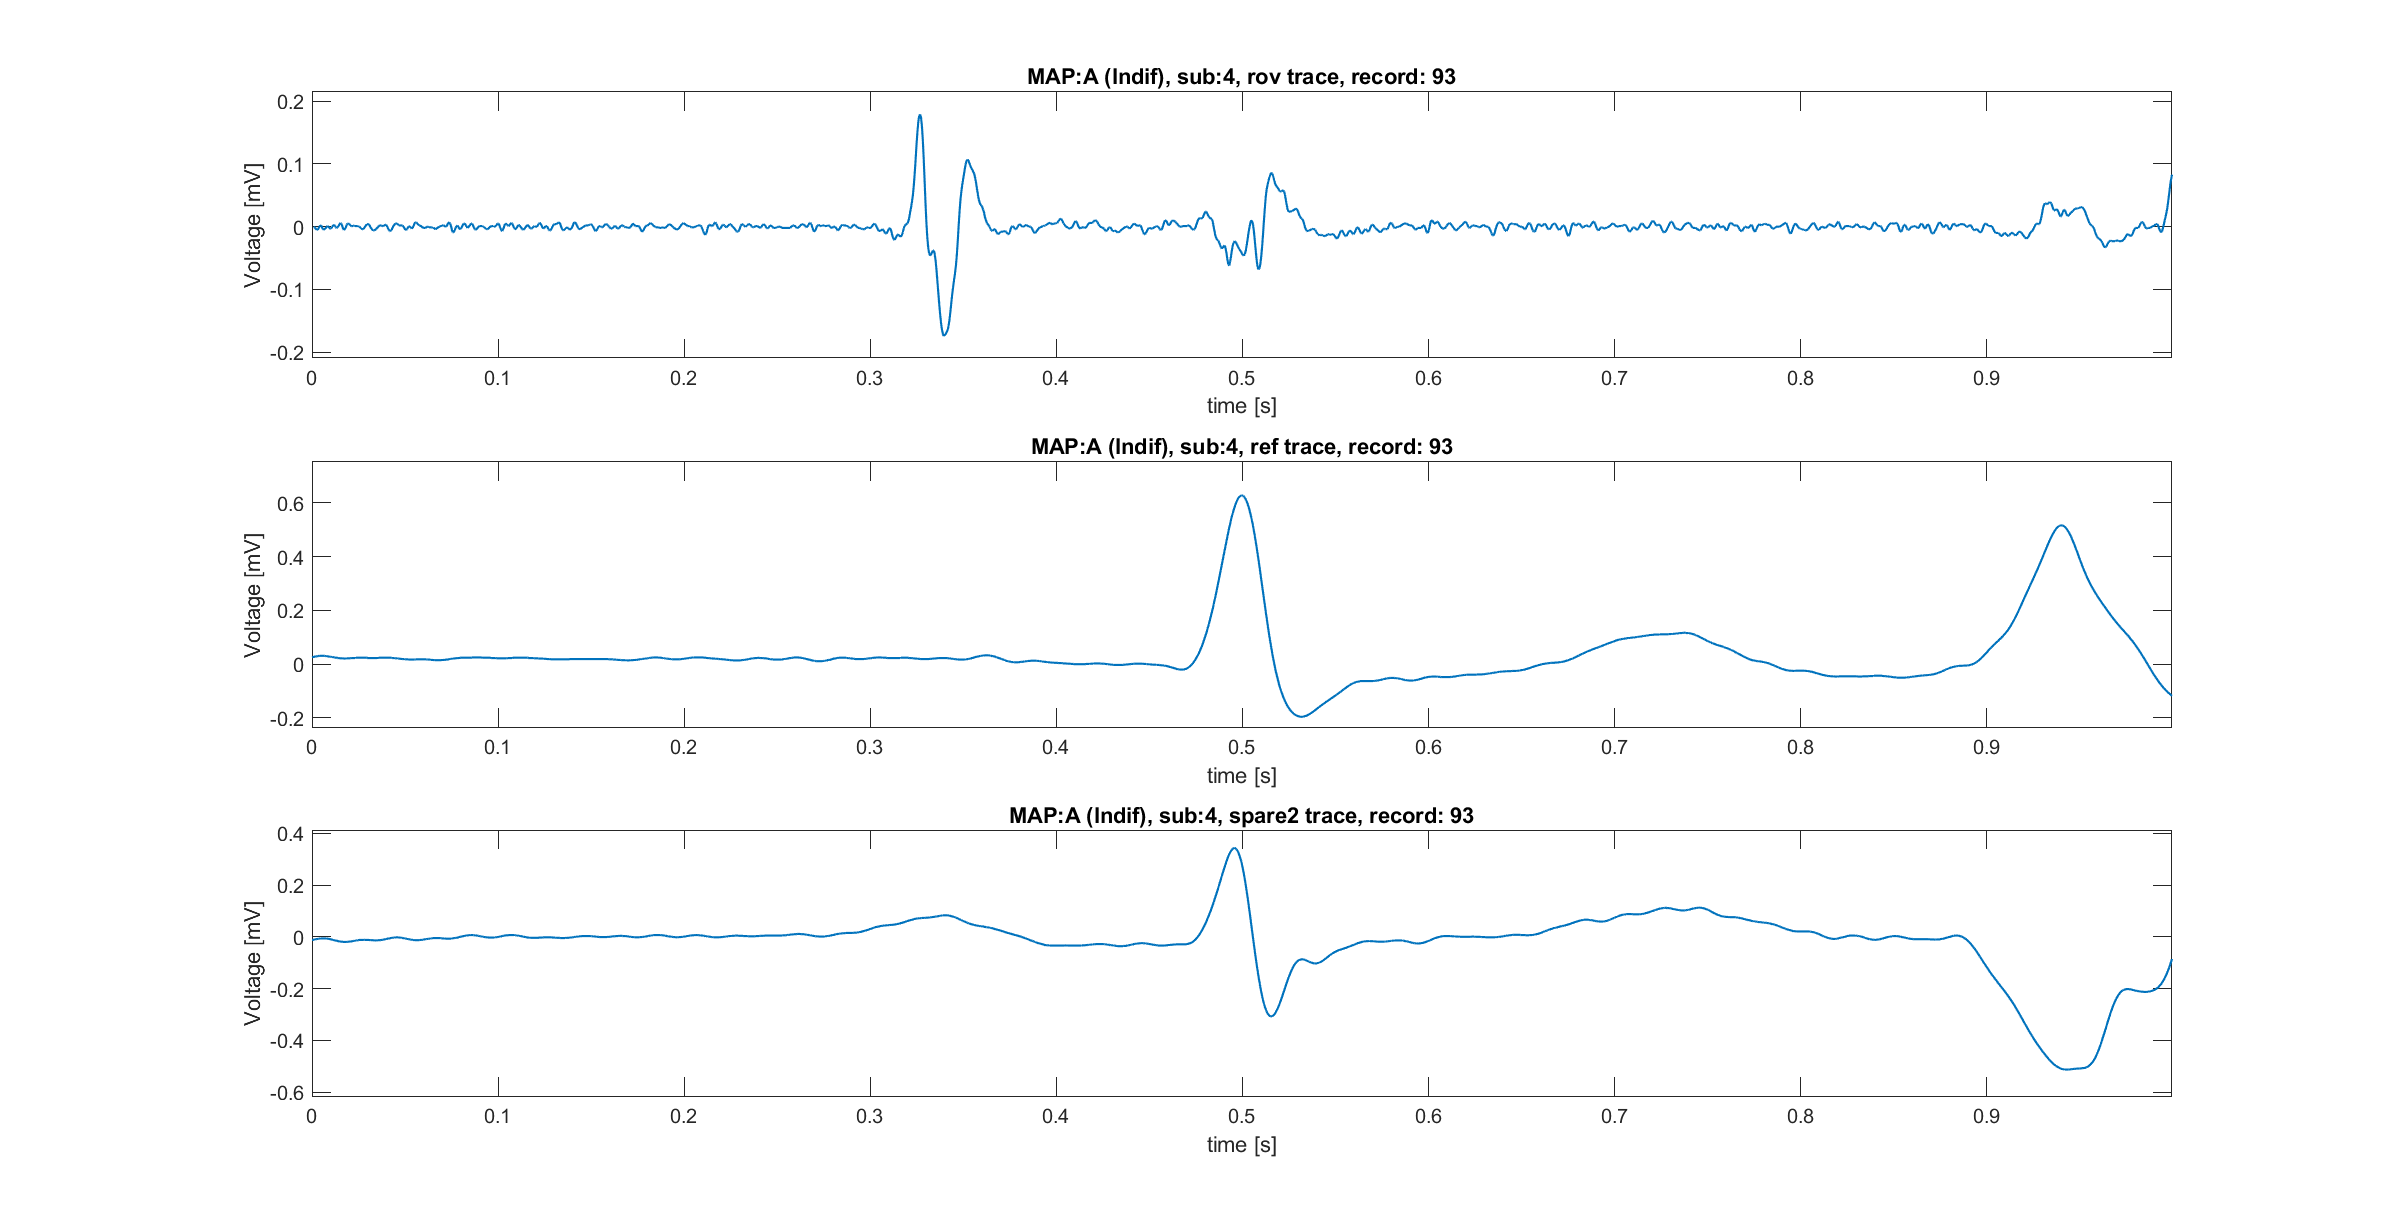 MAP:A (Indif), sub:4, rov trace, record: 93
Voltage [mV]
0.2
0.1
0
-0.1
-0.2
0 0.1 0.2 0.3 0.4 0.5 0.6 0.7 0.8 0.9
time [s]
MAP:A (Indif), sub:4, ref trace, record: 93
Voltage [mV]
0.6
0.4
0.2
0
-0.2
0 0.1 0.2 0.3 0.4 0.5 0.6 0.7 0.8 0.9
time [s]
MAP:A (Indif), sub:4, spare2 trace, record: 93
Voltage [mV]
0.4
0.2
0
-0.2
-0.4
-0.6
0 0.1 0.2 0.3 0.4 0.5 0.6 0.7 0.8 0.9
time [s]